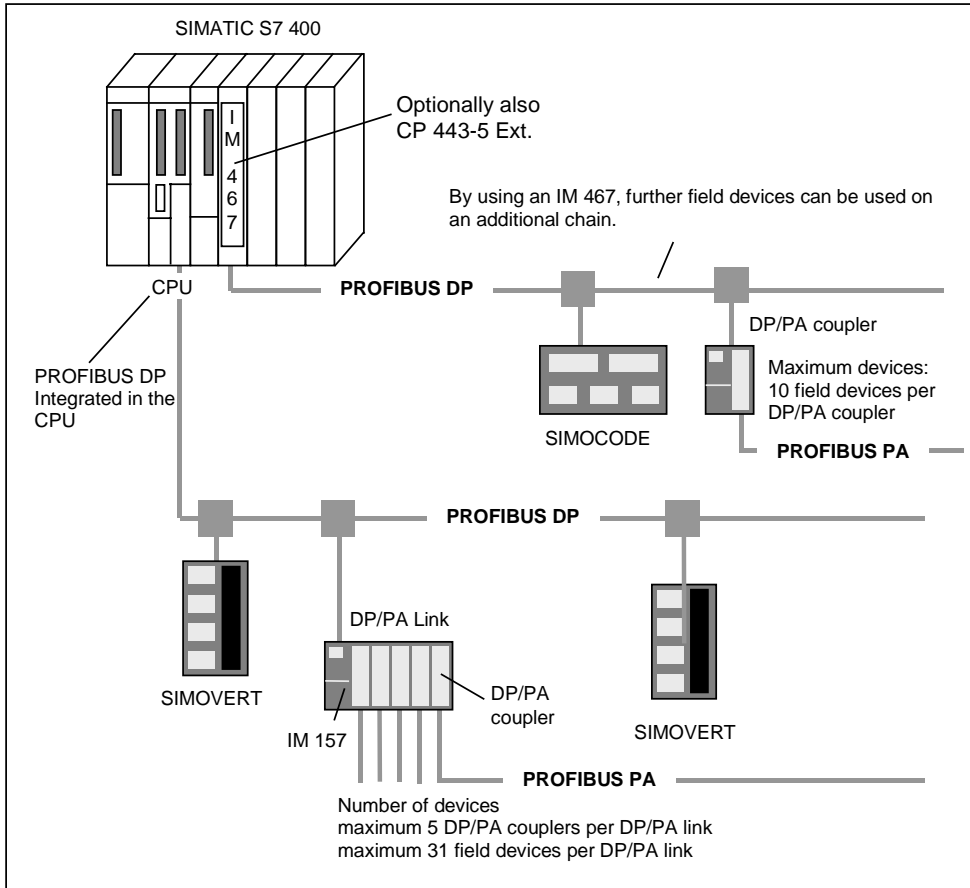 SIMATIC S7 400
Optionally also
CP 443-5 Ext.
I
M
4
6
7
By using an IM 467, further field devices can be used on
an additional chain.
CPU
PROFIBUS DP
DP/PA coupler
PROFIBUS DP
Integrated in the
CPU
Maximum devices:
10 field devices per
DP/PA coupler
SIMOCODE
PROFIBUS PA
PROFIBUS DP
DP/PA Link
SIMOVERT
DP/PA
coupler
IM 157
SIMOVERT
PROFIBUS PA
Number of devices
maximum 5 DP/PA couplers per DP/PA link
maximum 31 field devices per DP/PA link